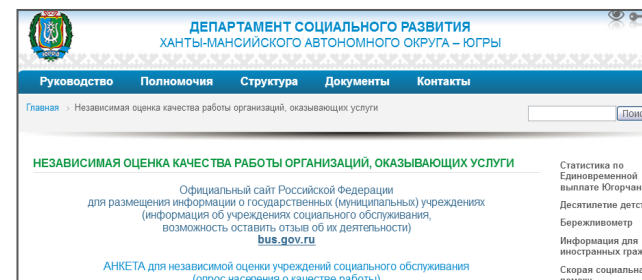 ДЕПАРТАМЕНТ СОЦИАЛЬНОГО РАЗВИТИЯ
ХАНТЫ-МАНСИЙСКОГО АВТОНОМНОГО ОКРУГА – ЮГРЫ
Руководство Полномочия Структура Документы Контакты
Главная › Независимая оценка качества работы организаций, оказывающих услуги
НЕЗАВИСИМАЯ ОЦЕНКА КАЧЕСТВА РАБОТЫ ОРГАНИЗАЦИЙ, ОКАЗЫВАЮЩИХ УСЛУГИ
Официальный сайт Российской Федерации
для размещения информации о государственных (муниципальных) учреждениях
(информация об учреждениях социального обслуживания,
возможность оставить отзыв об их деятельности)
bus.gov.ru
АНКЕТА для независимой оценки учреждений социального обслуживания
(опрос населения о качестве работы)
Статистика по
Единовременной
выплате Югорчан
Десятилетие детс
Бережливометр
Информация для
иностранных граж
Скорая социальн